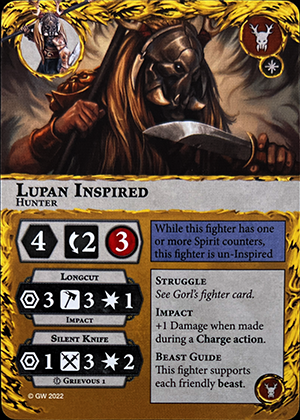 Lupan Inspired
Hunter
4 2 3
While this fighter has one
or more Spirit counters,
this fighter is un-Inspired
Longcut
3 3 1
Impact
Silent Knife
1 3 2
Grievous 1
Struggle
See Gorl's fighter card.
Impact
+1 Damage when made
during a Charge action.
Beast Guide
This fighter supports
each friendly beast.
© GW 2022